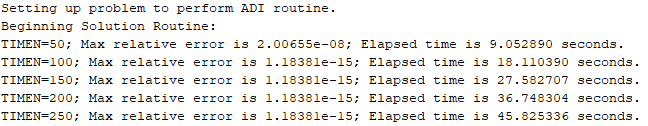 Setting up problem to perform ADI routine.
Beginning Solution Routine:
TIMEN=50; Max relative error is 2.00655e-08; Elapsed time is 9.052890 seconds.
TIMEN=100; Max relative error is 1.18381e-15; Elapsed time is 18.110390 seconds.
TIMEN=150; Max relative error is 1.18381e-15; Elapsed time is 27.582707 seconds.
TIMEN=200; Max relative error is 1.18381e-15; Elapsed time is 36.748304 seconds.
TIMEN=250; Max relative error is 1.18381e-15; Elapsed time is 45.825336 seconds.